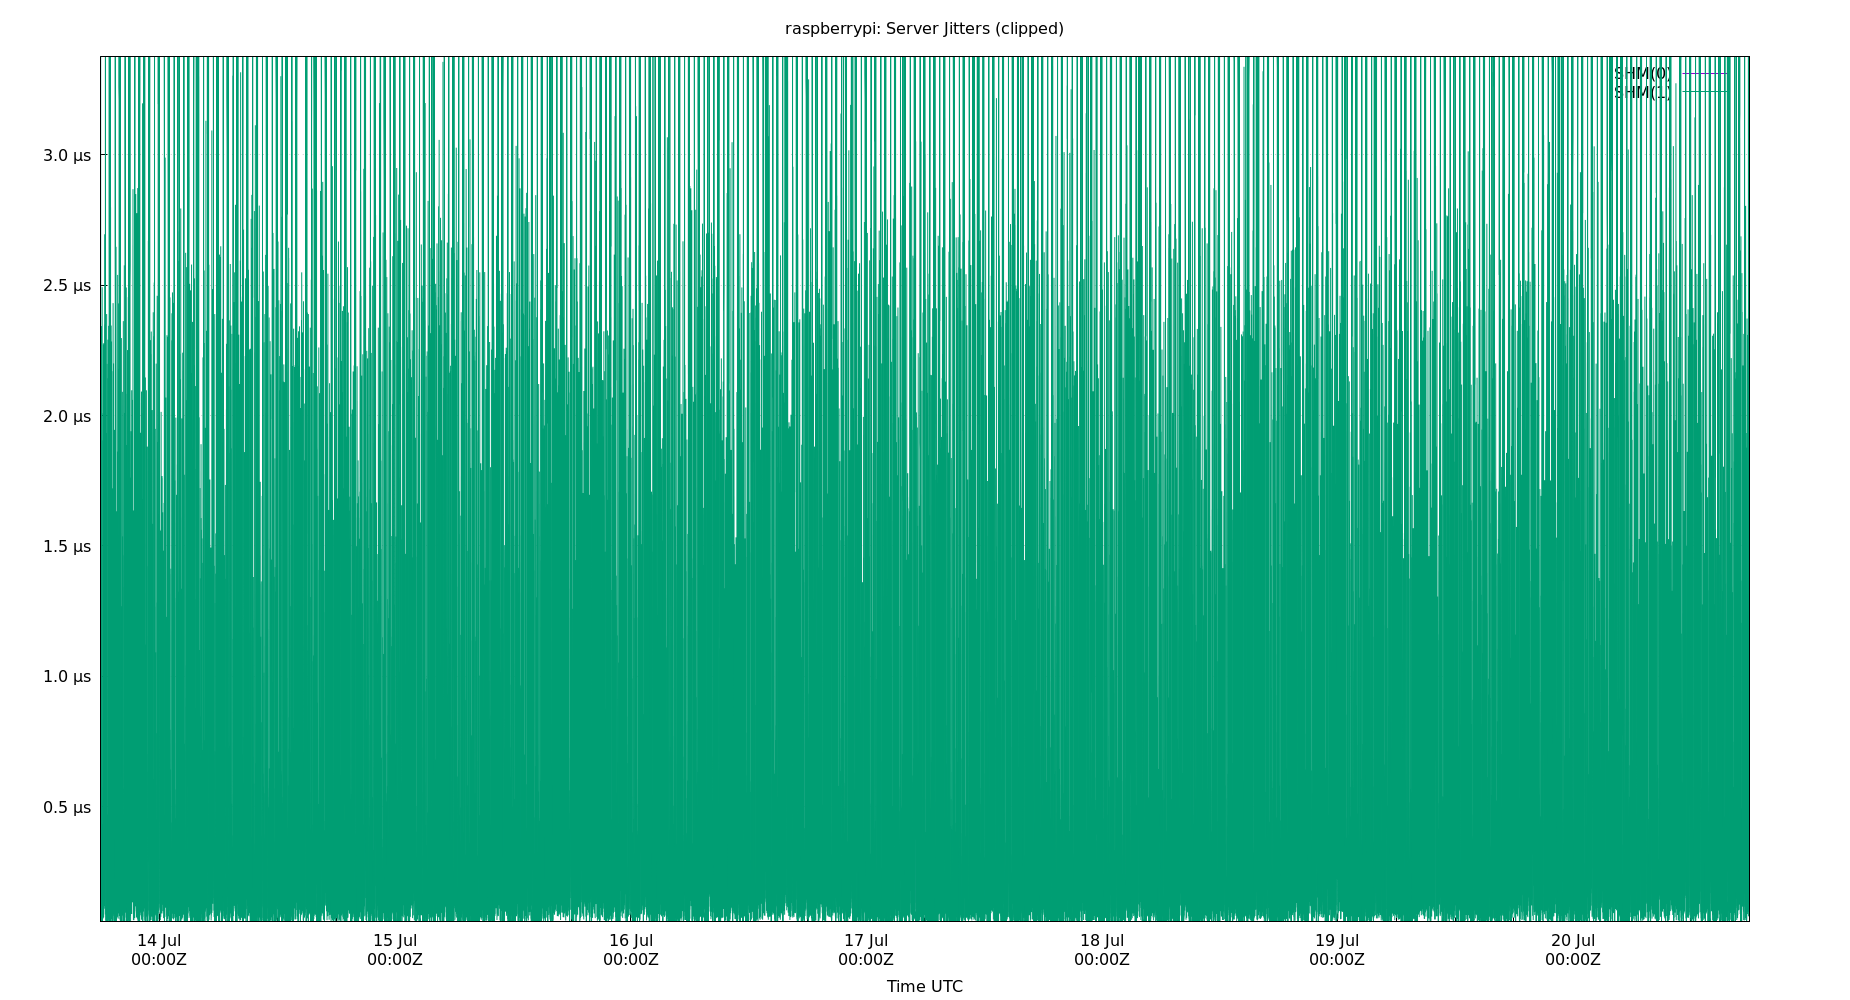 raspberrypi: Server Jitters (clipped)
SHM(0)
SHM(1)
3.0 µs
2.5 µs
2.0 µs
1.5 µs
1.0 µs
0.5 µs
14 Jul 15 Jul 16 Jul 17 Jul 18 Jul 19 Jul 20 Jul
00:00Z 00:00Z 00:00Z 00:00Z 00:00Z 00:00Z 00:00Z
Time UTC